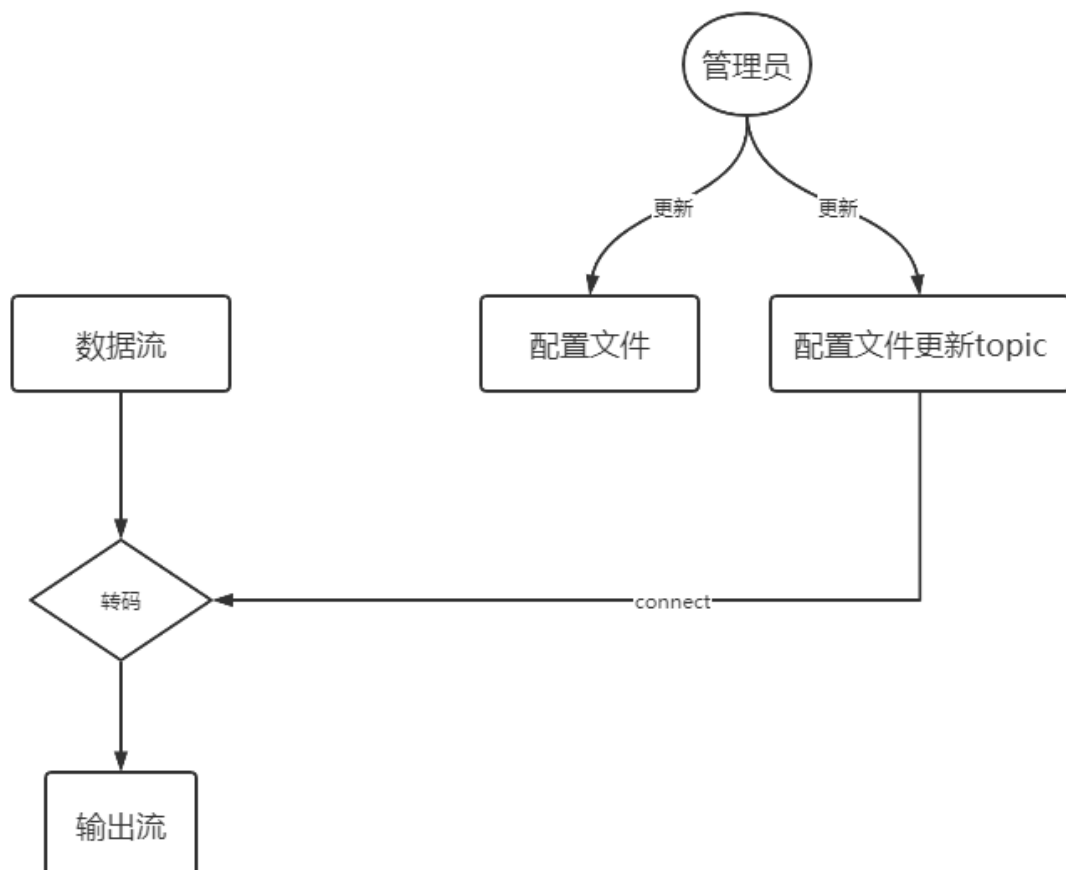 管理员
更新
更新
数据流
配置文件
配置文件更新topic
转码
connect
输出流